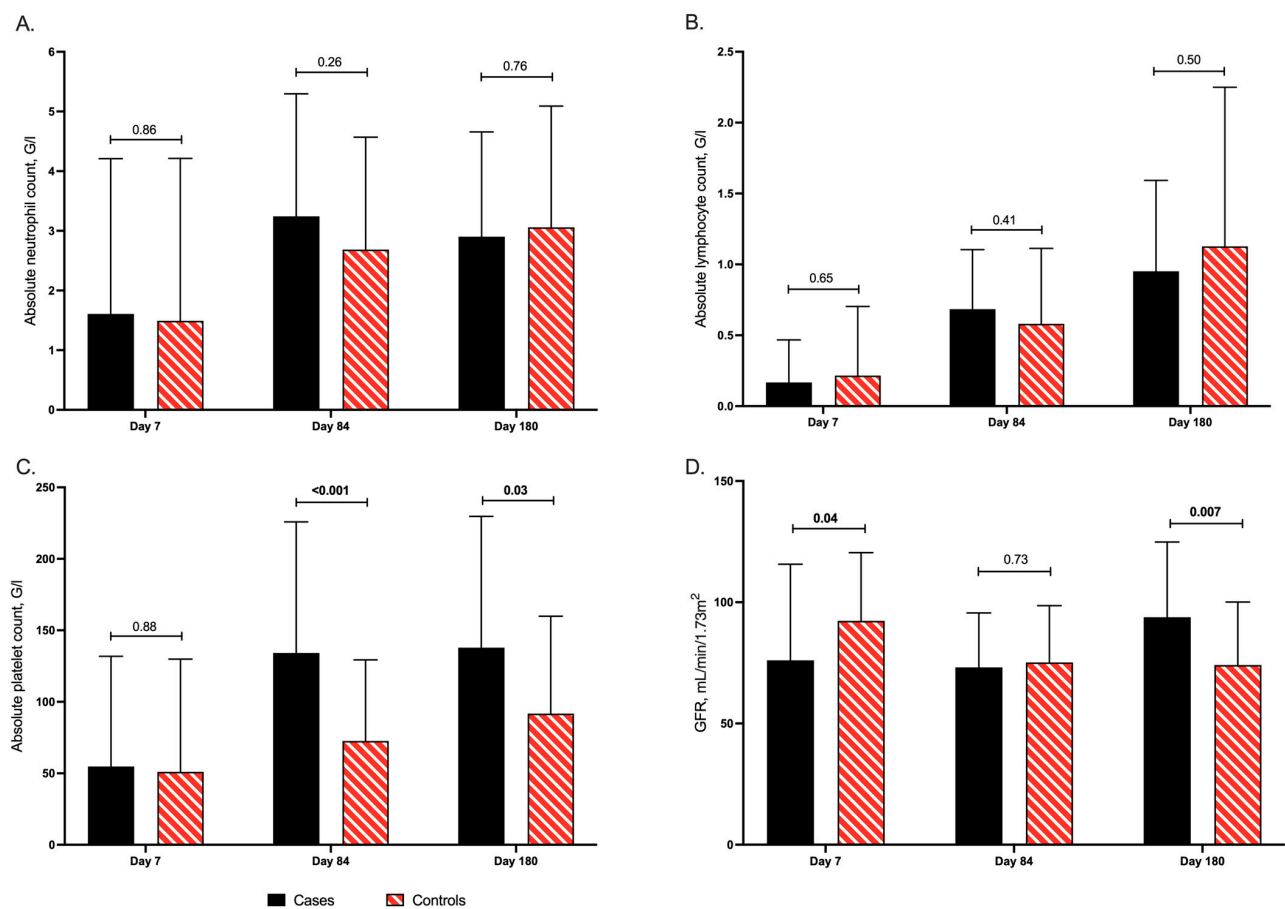 A.
Absolute neutrophil count, G/l
6
5
4
3
2
1
0
0.86
0.26
0.76
Day 7
Day 84
Day 180
B.
Absolute lymphocyte count, G/l
2.5
2.0
1.5
1.0
0.5
0.0
0.65
0.41
0.50
Day 7
Day 84
Day 180
C.
Absolute platelet count, G/l
250
200
150
100
50
0
0.88
<0.001
0.03
Day 7
Day 84
Day 180
D.
GFR, mL/min/1.73m²
150
100
50
0
0.04
0.73
0.007
Day 7
Day 84
Day 180
Cases
Controls